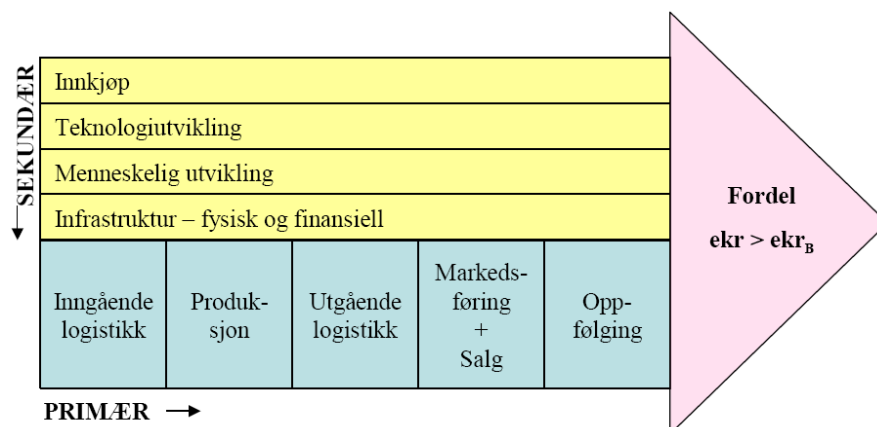 SEKUNDÆR
Innkjøp
Teknologiutvikling
Menneskelig utvikling
Infrastruktur – fysisk og finansiell
Inngående
logistikk
Produk-
sjon
Utgående
logistikk
Markeds-
føring
+
Salg
Opp-
følging
Fordel
ekr > ekr_B
PRIMÆR